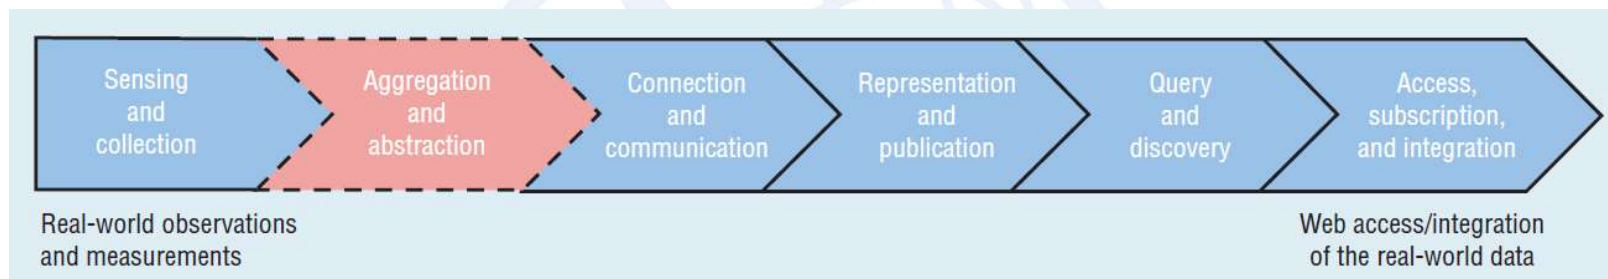 Sensing
and
collection
Aggregation
and
abstraction
Connection
and
communication
Representation
and
publication
Query
and
discovery
Access,
subscription,
and integration
Real-world observations
and measurements
Web access/integration
of the real-world data